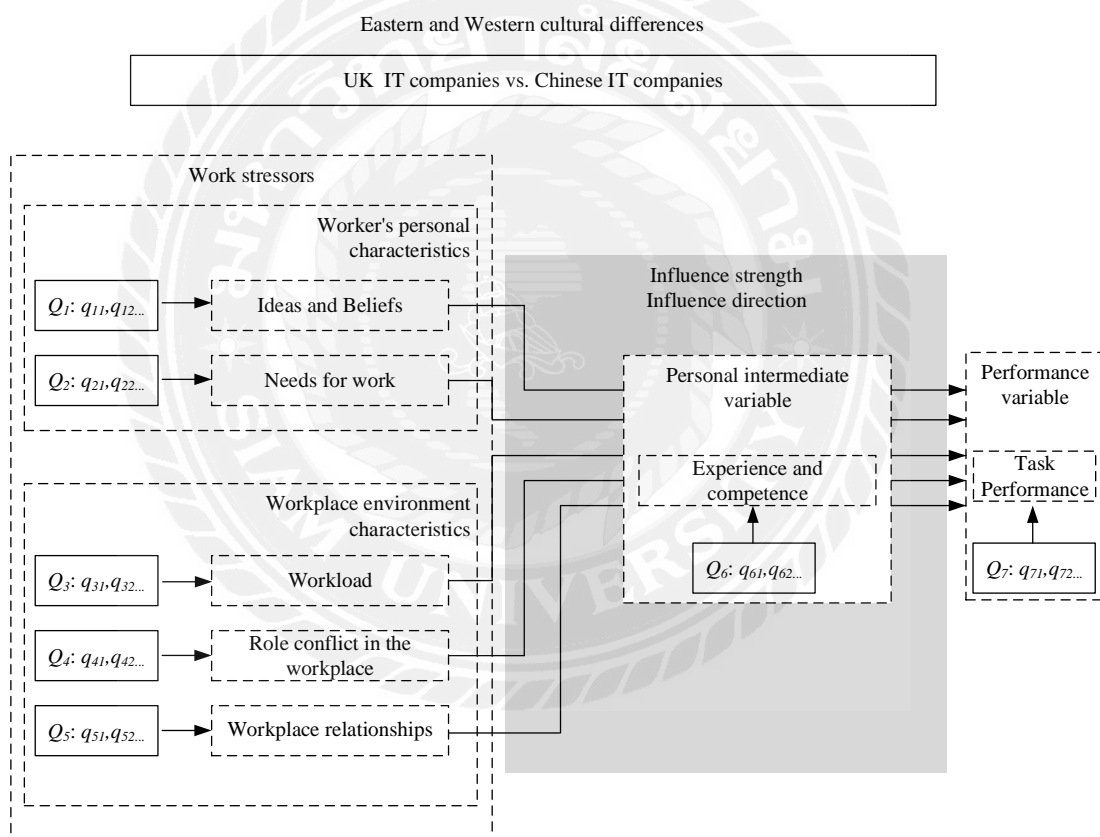 Eastern and Western cultural differences
UK IT companies vs. Chinese IT companies
Work stressors
Worker's personal
characteristics
Q1: q11,q12...
Ideas and Beliefs
Q2: q21,q22...
Needs for work
Workplace environment
characteristics
Q3: q31,q32...
Workload
Q4: q41,q42...
Role conflict in the
workplace
Q5: q51,q52...
Workplace relationships
Influence strength
Influence direction
Personal intermediate
variable
Experience and
competence
Q6: q61,q62...
Performance
variable
Task
Performance
Q7: q71,q72...
SIAM UNIVERSITY